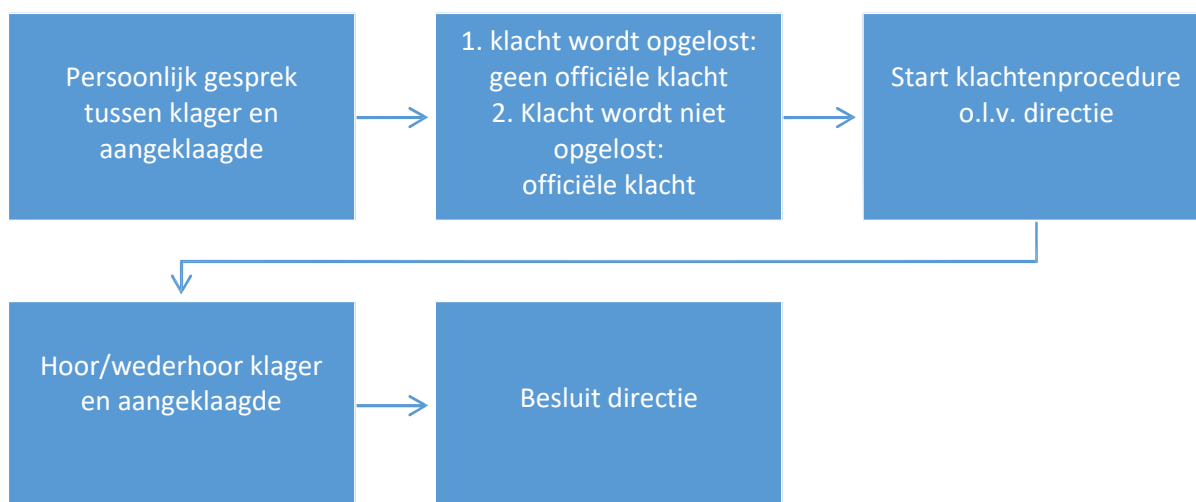 Persoonlijk gesprek
tussen klager en
aangeklaagde
1. klacht wordt opgelost:
geen officiële klacht
2. Klacht wordt niet
opgelost:
officiële klacht
Start klachtenprocedure
o.l.v. directie
Hoor/wederhoor klager
en aangeklaagde
Besluit directie